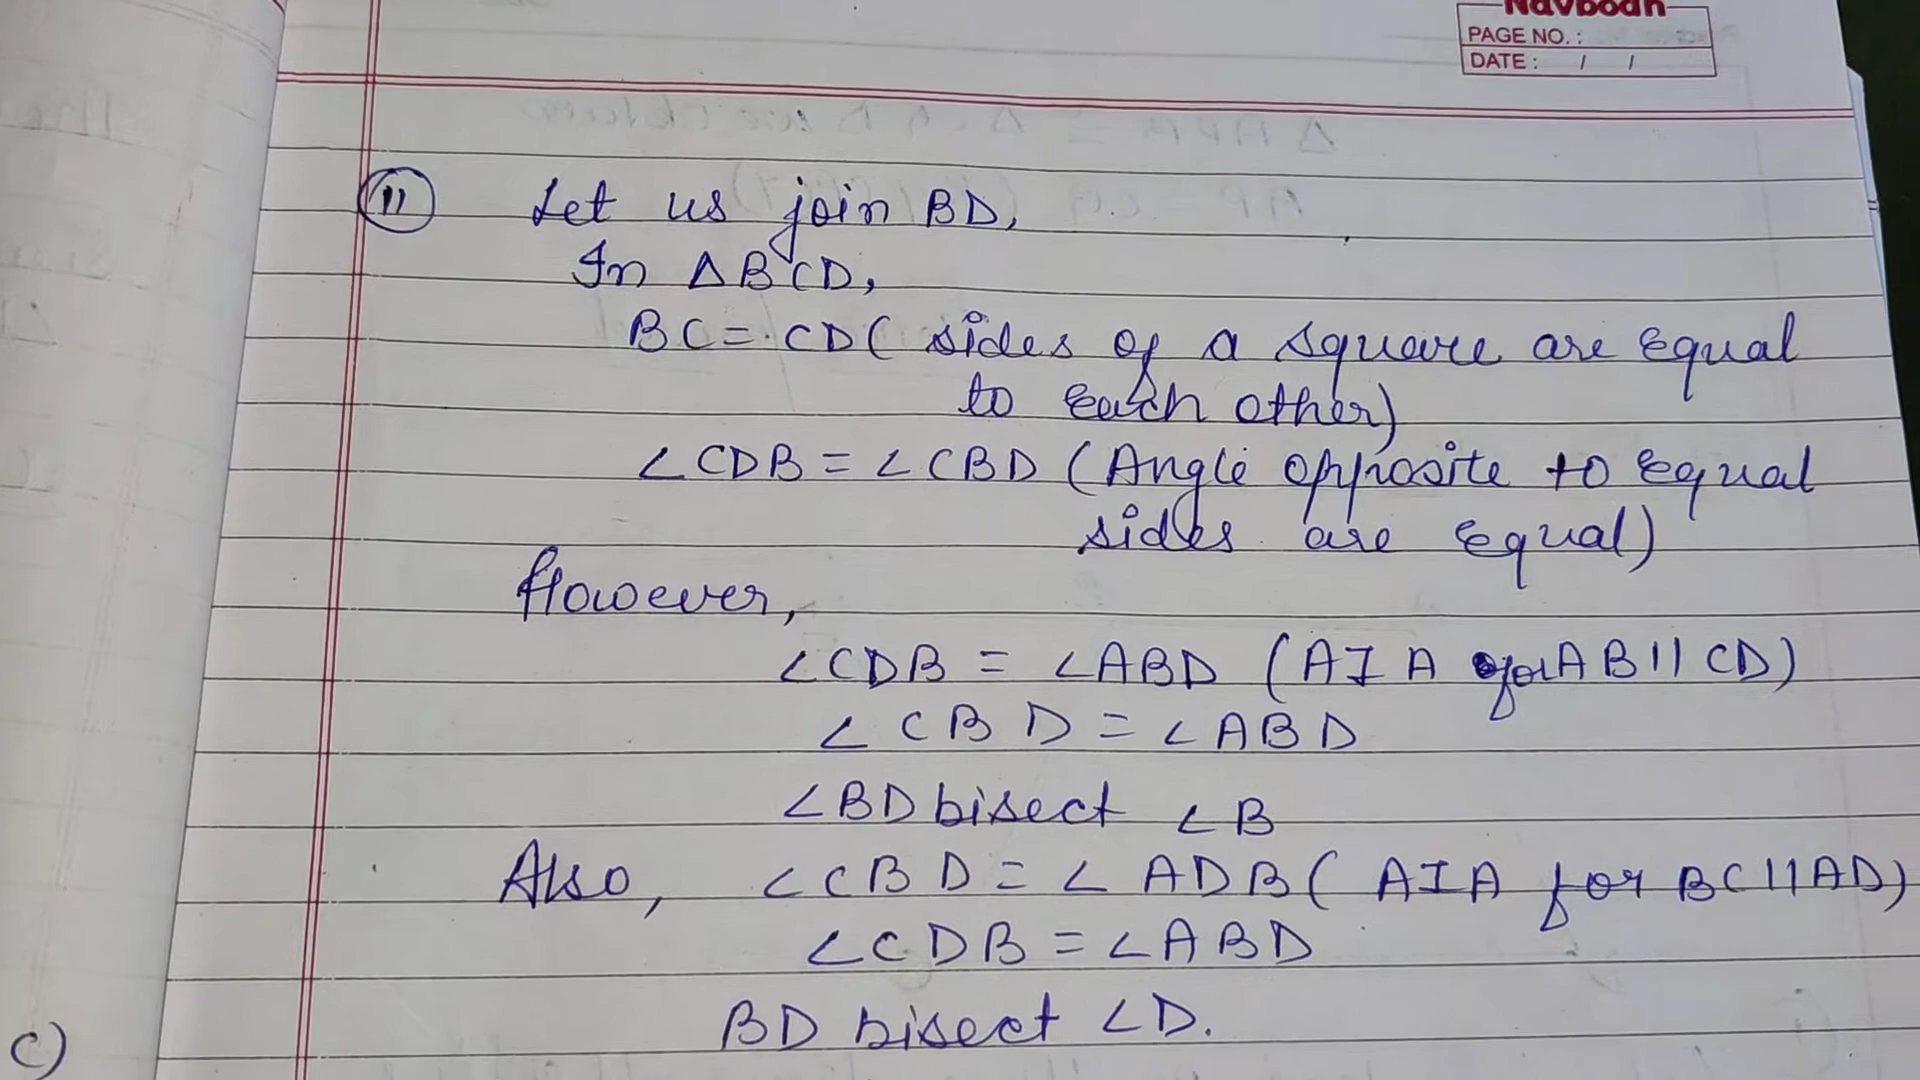 Navbodh
PAGE NO. :
DATE : / /
(11) Let us join BD,
In ΔBCD,
BC = CD ( sides of a square are equal
to each other)
∠CDB = ∠CBD (Angle opposite to equal
sides are equal)
However,
∠CDB = ∠ABD (AIA for AB || CD)
∠CBD = ∠ABD
∠BD bisect ∠B
Also, ∠CBD = ∠ADB ( AIA for BC || AD)
∠CDB = ∠ABD
BD bisect ∠D.
c)